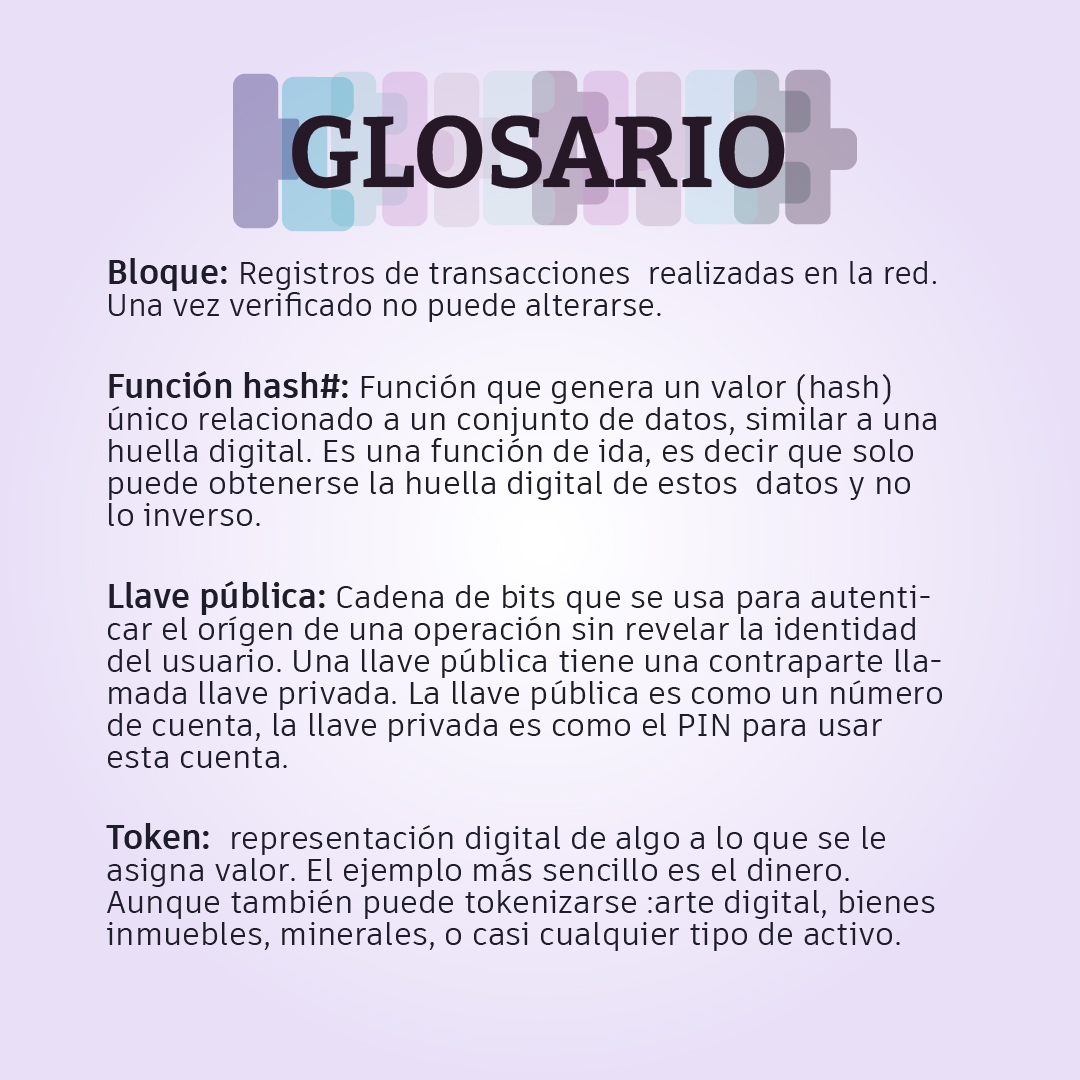 GLOSARIO
Bloque: Registros de transacciones  realizadas en la red.
Una vez verificado no puede alterarse.
Función hash#: Función que genera un valor (hash)
único relacionado a un conjunto de datos, similar a una
huella digital. Es una función de ida, es decir que solo
puede obtenerse la huella digital de estos  datos y no
lo inverso.
Llave pública: Cadena de bits que se usa para autenti-
car el orígen de una operación sin revelar la identidad
del usuario. Una llave pública tiene una contraparte lla-
mada llave privada. La llave pública es como un número
de cuenta, la llave privada es como el PIN para usar
esta cuenta.
Token:  representación digital de algo a lo que se le
asigna valor. El ejemplo más sencillo es el dinero.
Aunque también puede tokenizarse :arte digital, bienes
inmuebles, minerales, o casi cualquier tipo de activo.